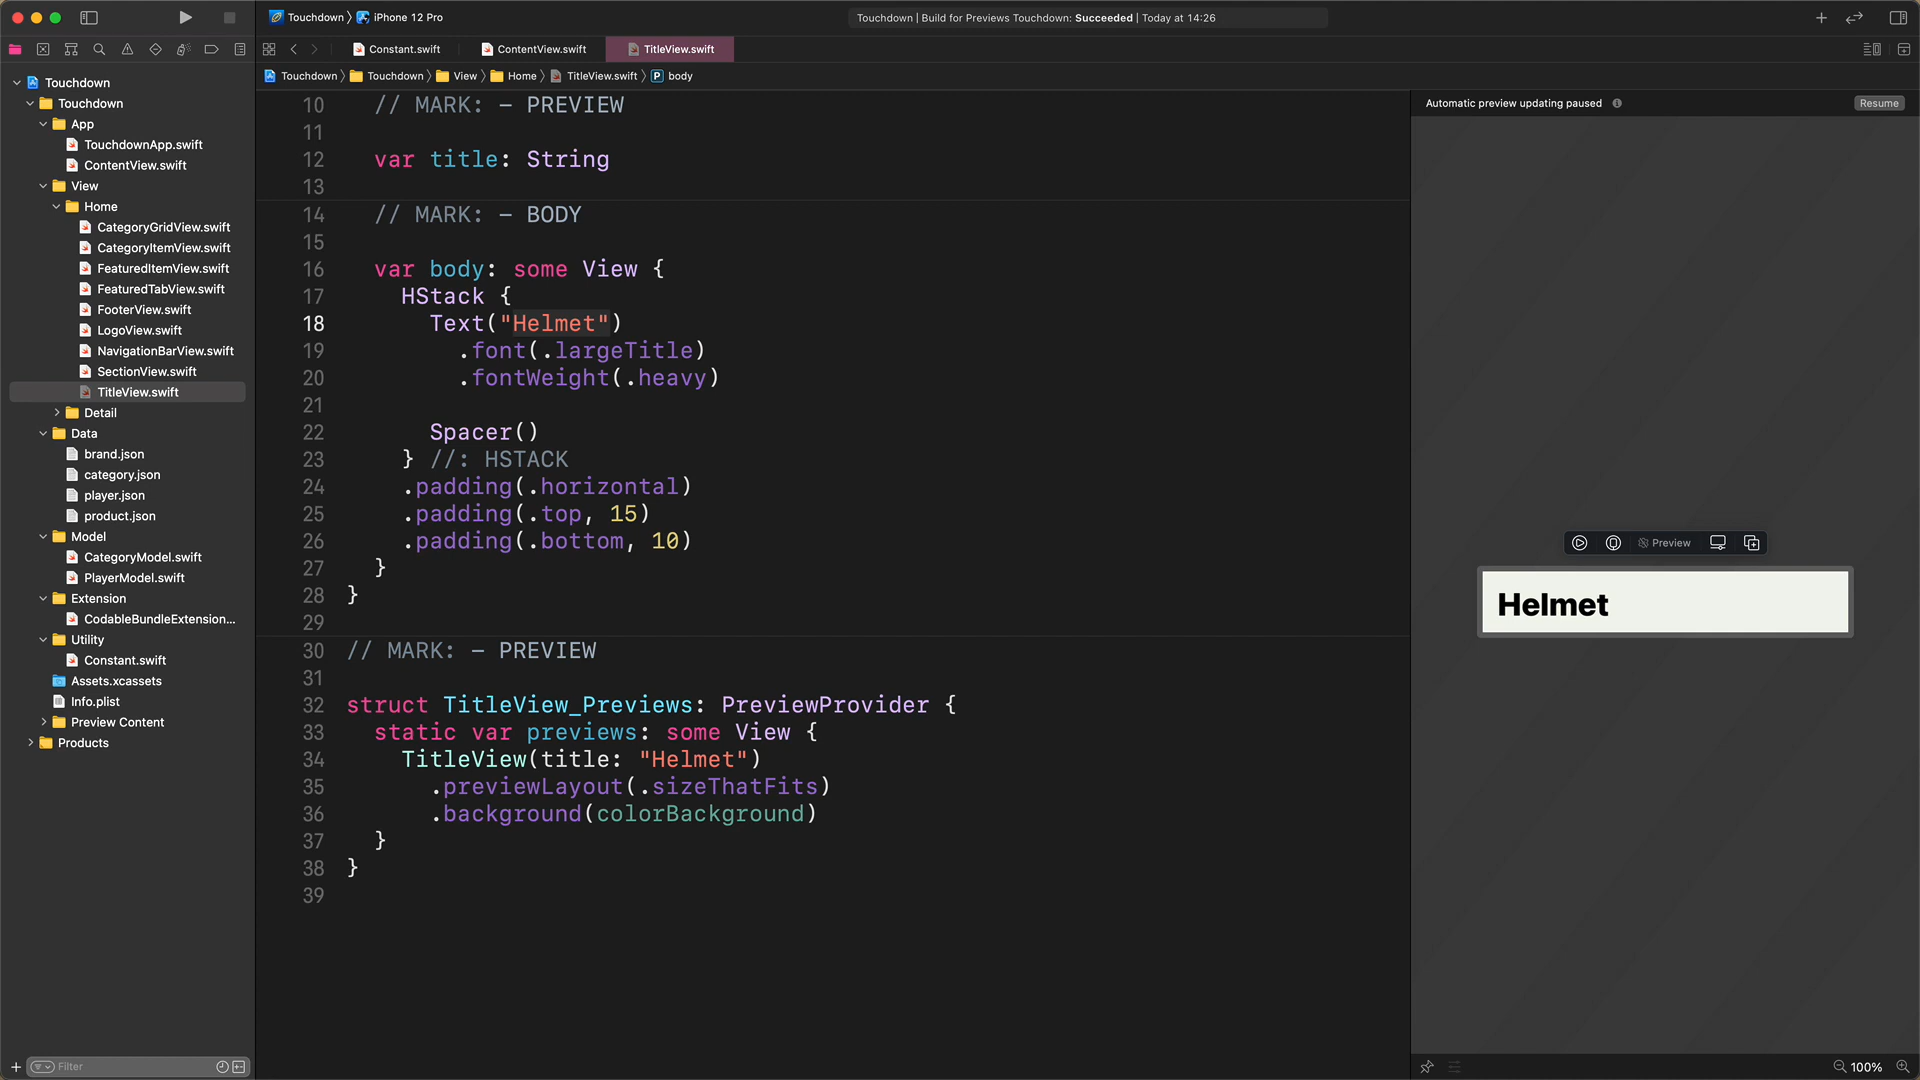 Touchdown 〉 iPhone 12 Pro
Touchdown | Build for Previews Touchdown: Succeeded | Today at 14:26
Constant.swift
ContentView.swift
TitleView.swift
Touchdown 〉 Touchdown 〉 View 〉 Home 〉 TitleView.swift 〉 P body
Touchdown
Touchdown
App
TouchdownApp.swift
ContentView.swift
View
Home
CategoryGridView.swift
CategoryItemView.swift
FeaturedItemView.swift
FeaturedTabView.swift
FooterView.swift
LogoView.swift
NavigationBarView.swift
SectionView.swift
TitleView.swift
Detail
Data
brand.json
category.json
player.json
product.json
Model
CategoryModel.swift
PlayerModel.swift
Extension
CodableBundleExtension...
Utility
Constant.swift
Assets.xcassets
Info.plist
Preview Content
Products
Filter
10 // MARK: - PREVIEW
11
12 var title: String
13
14 // MARK: - BODY
15
16 var body: some View {
17 HStack {
18 Text("Helmet")
19 .font(.largeTitle)
20 .fontWeight(.heavy)
21
22 Spacer()
23 } //: HSTACK
24 .padding(.horizontal)
25 .padding(.top, 15)
26 .padding(.bottom, 10)
27 }
28 }
29
30 // MARK: - PREVIEW
31
32 struct TitleView_Previews: PreviewProvider {
33 static var previews: some View {
34 TitleView(title: "Helmet")
35 .previewLayout(.sizeThatFits)
36 .background(colorBackground)
37 }
38 }
39
Automatic preview updating paused
Resume
Preview
Helmet
100%